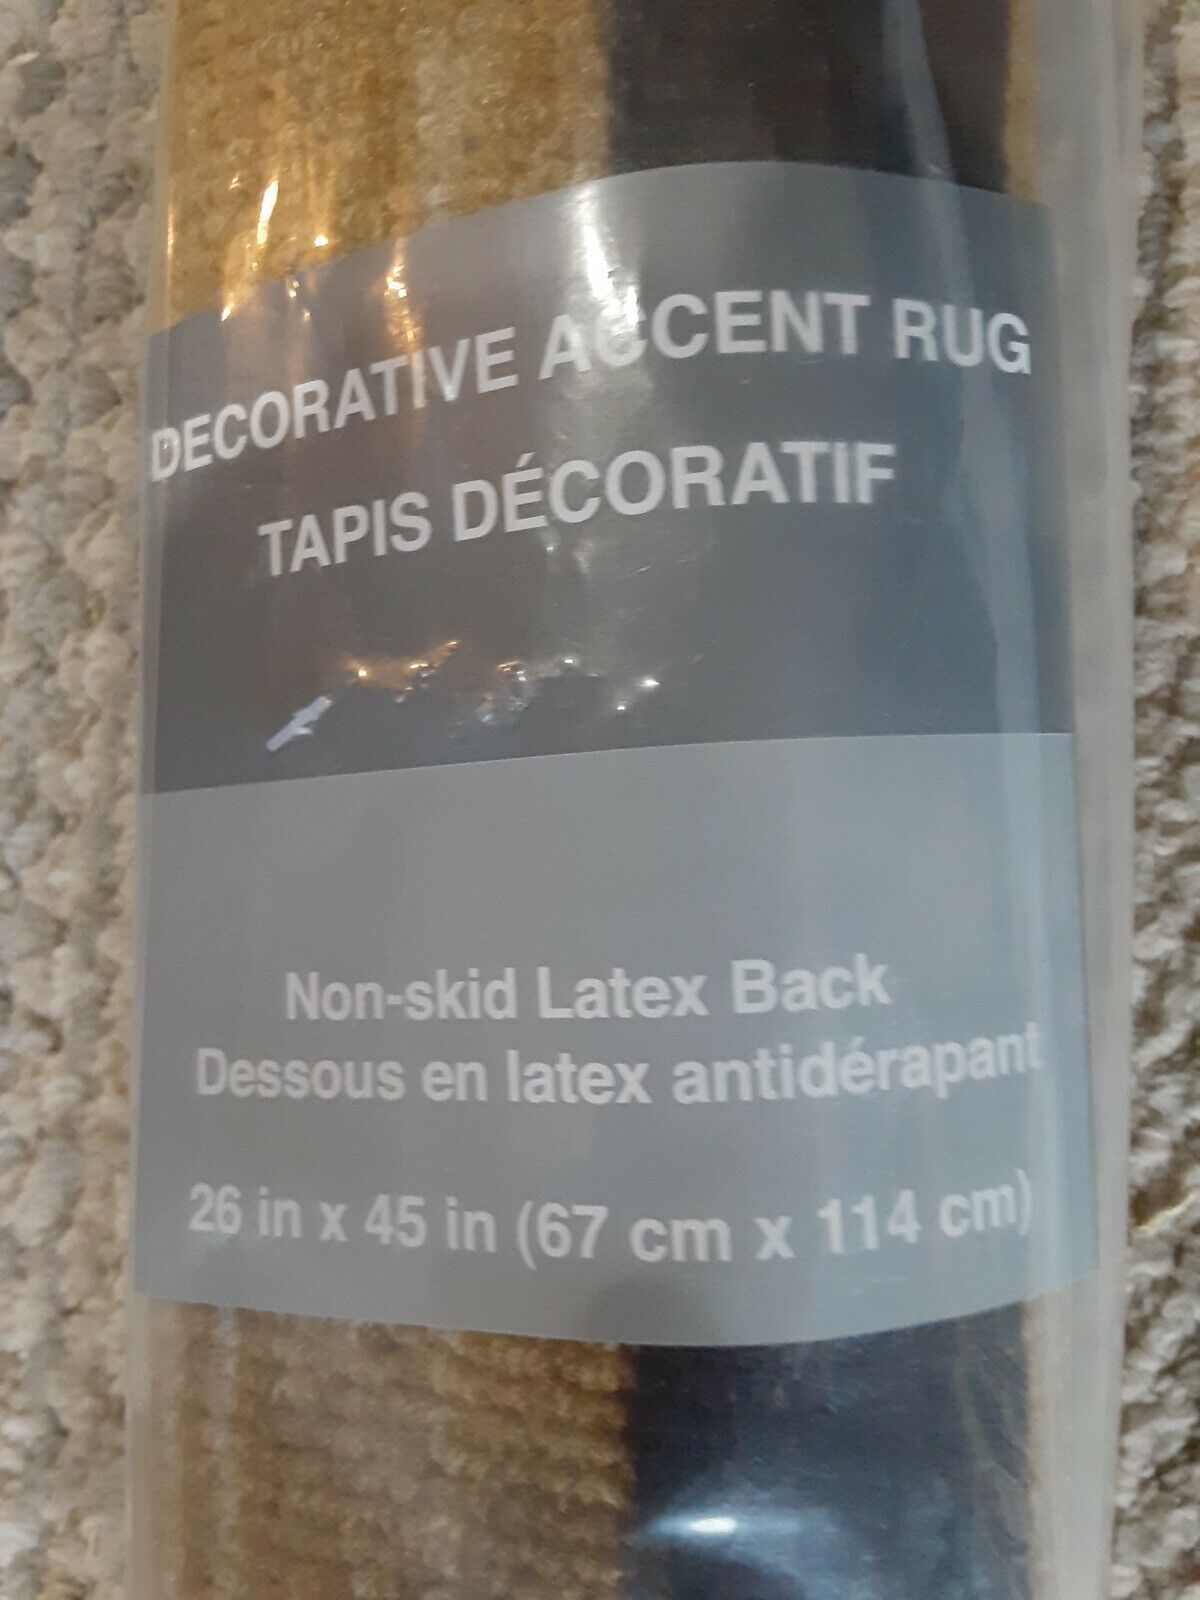 DECORATIVE ACCENT RUG
TAPIS DÉCORATIF
Non-skid Latex Back
Dessous en latex antidérapant
26 in x 45 in (67 cm x 114 cm)